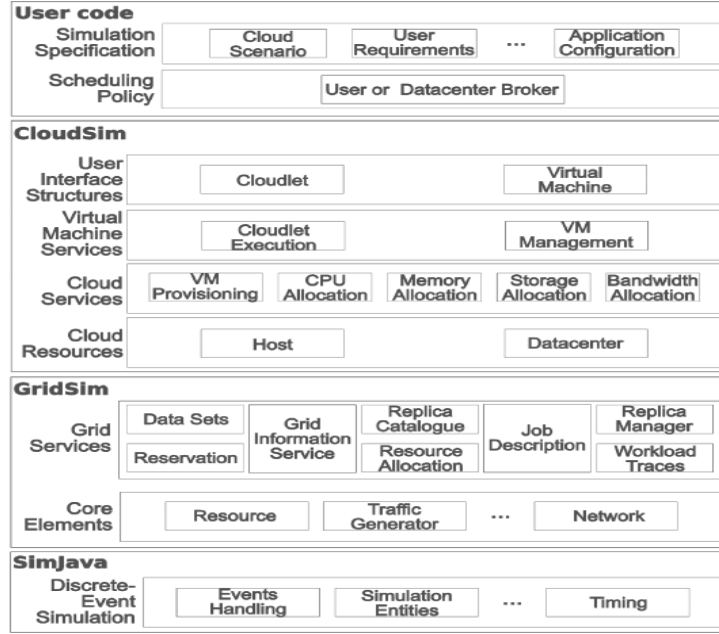 User code
Simulation
Specification
Cloud
Scenario
User
Requirements
...
Application
Configuration
Scheduling
Policy
User or Datacenter Broker
CloudSim
User
Interface
Structures
Cloudlet
Virtual
Machine
Virtual
Machine
Services
Cloudlet
Execution
VM
Management
Cloud
Services
VM
Provisioning
CPU
Allocation
Memory
Allocation
Storage
Allocation
Bandwidth
Allocation
Cloud
Resources
Host
Datacenter
GridSim
Grid
Services
Data Sets
Reservation
Grid
Information
Service
Replica
Catalogue
Resource
Allocation
Job
Description
Replica
Manager
Workload
Traces
Core
Elements
Resource
Traffic
Generator
...
Network
SimJava
Discrete-
Event
Simulation
Events
Handling
Simulation
Entities
...
Timing